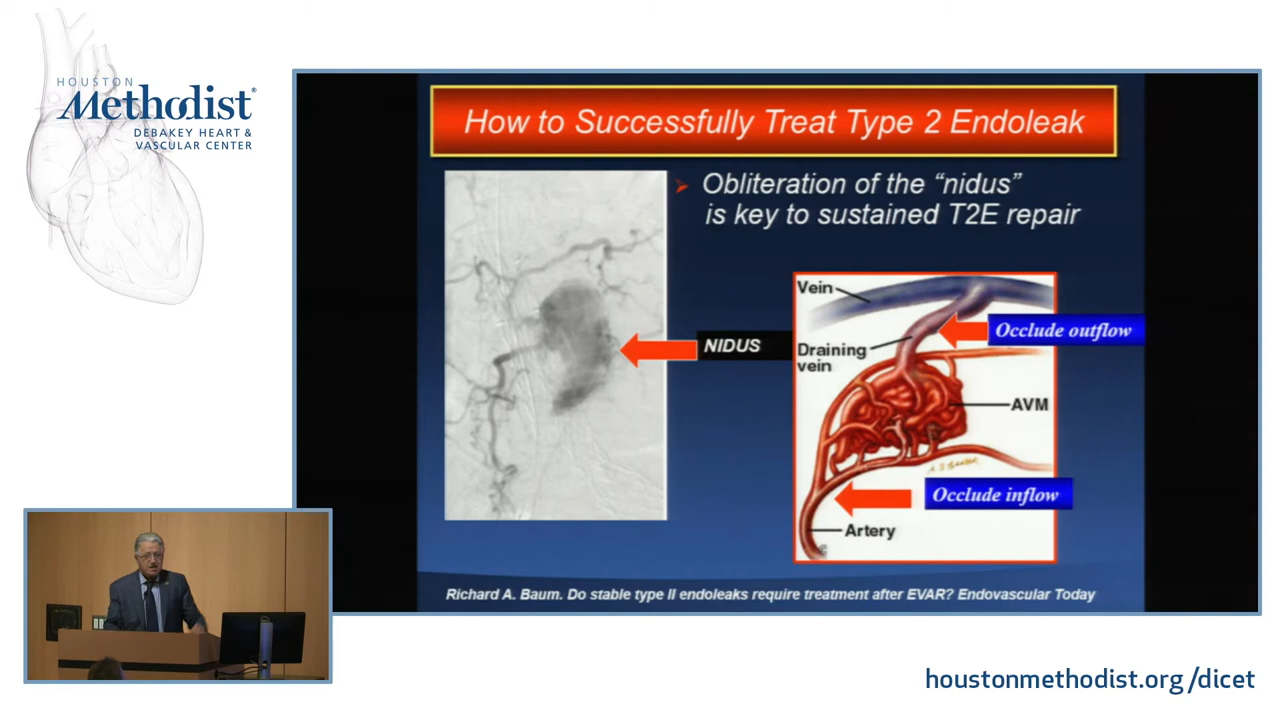 HOUSTON
Methodist®
DEBAKEY HEART &
VASCULAR CENTER
How to Successfully Treat Type 2 Endoleak
Obliteration of the “nidus”
is key to sustained T2E repair
NIDUS
Vein
Occlude outflow
Draining
vein
AVM
Occlude inflow
Artery
Richard A. Baum. Do stable type II endoleaks require treatment after EVAR? Endovascular Today
houstonmethodist.org/dicet